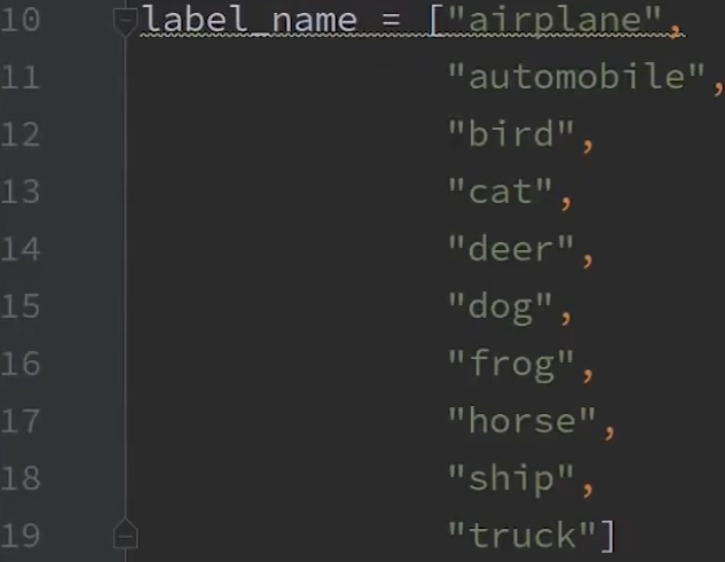 10 label_name = ["airplane",
11 "automobile",
12 "bird",
13 "cat",
14 "deer",
15 "dog",
16 "frog",
17 "horse",
18 "ship",
19 "truck"]